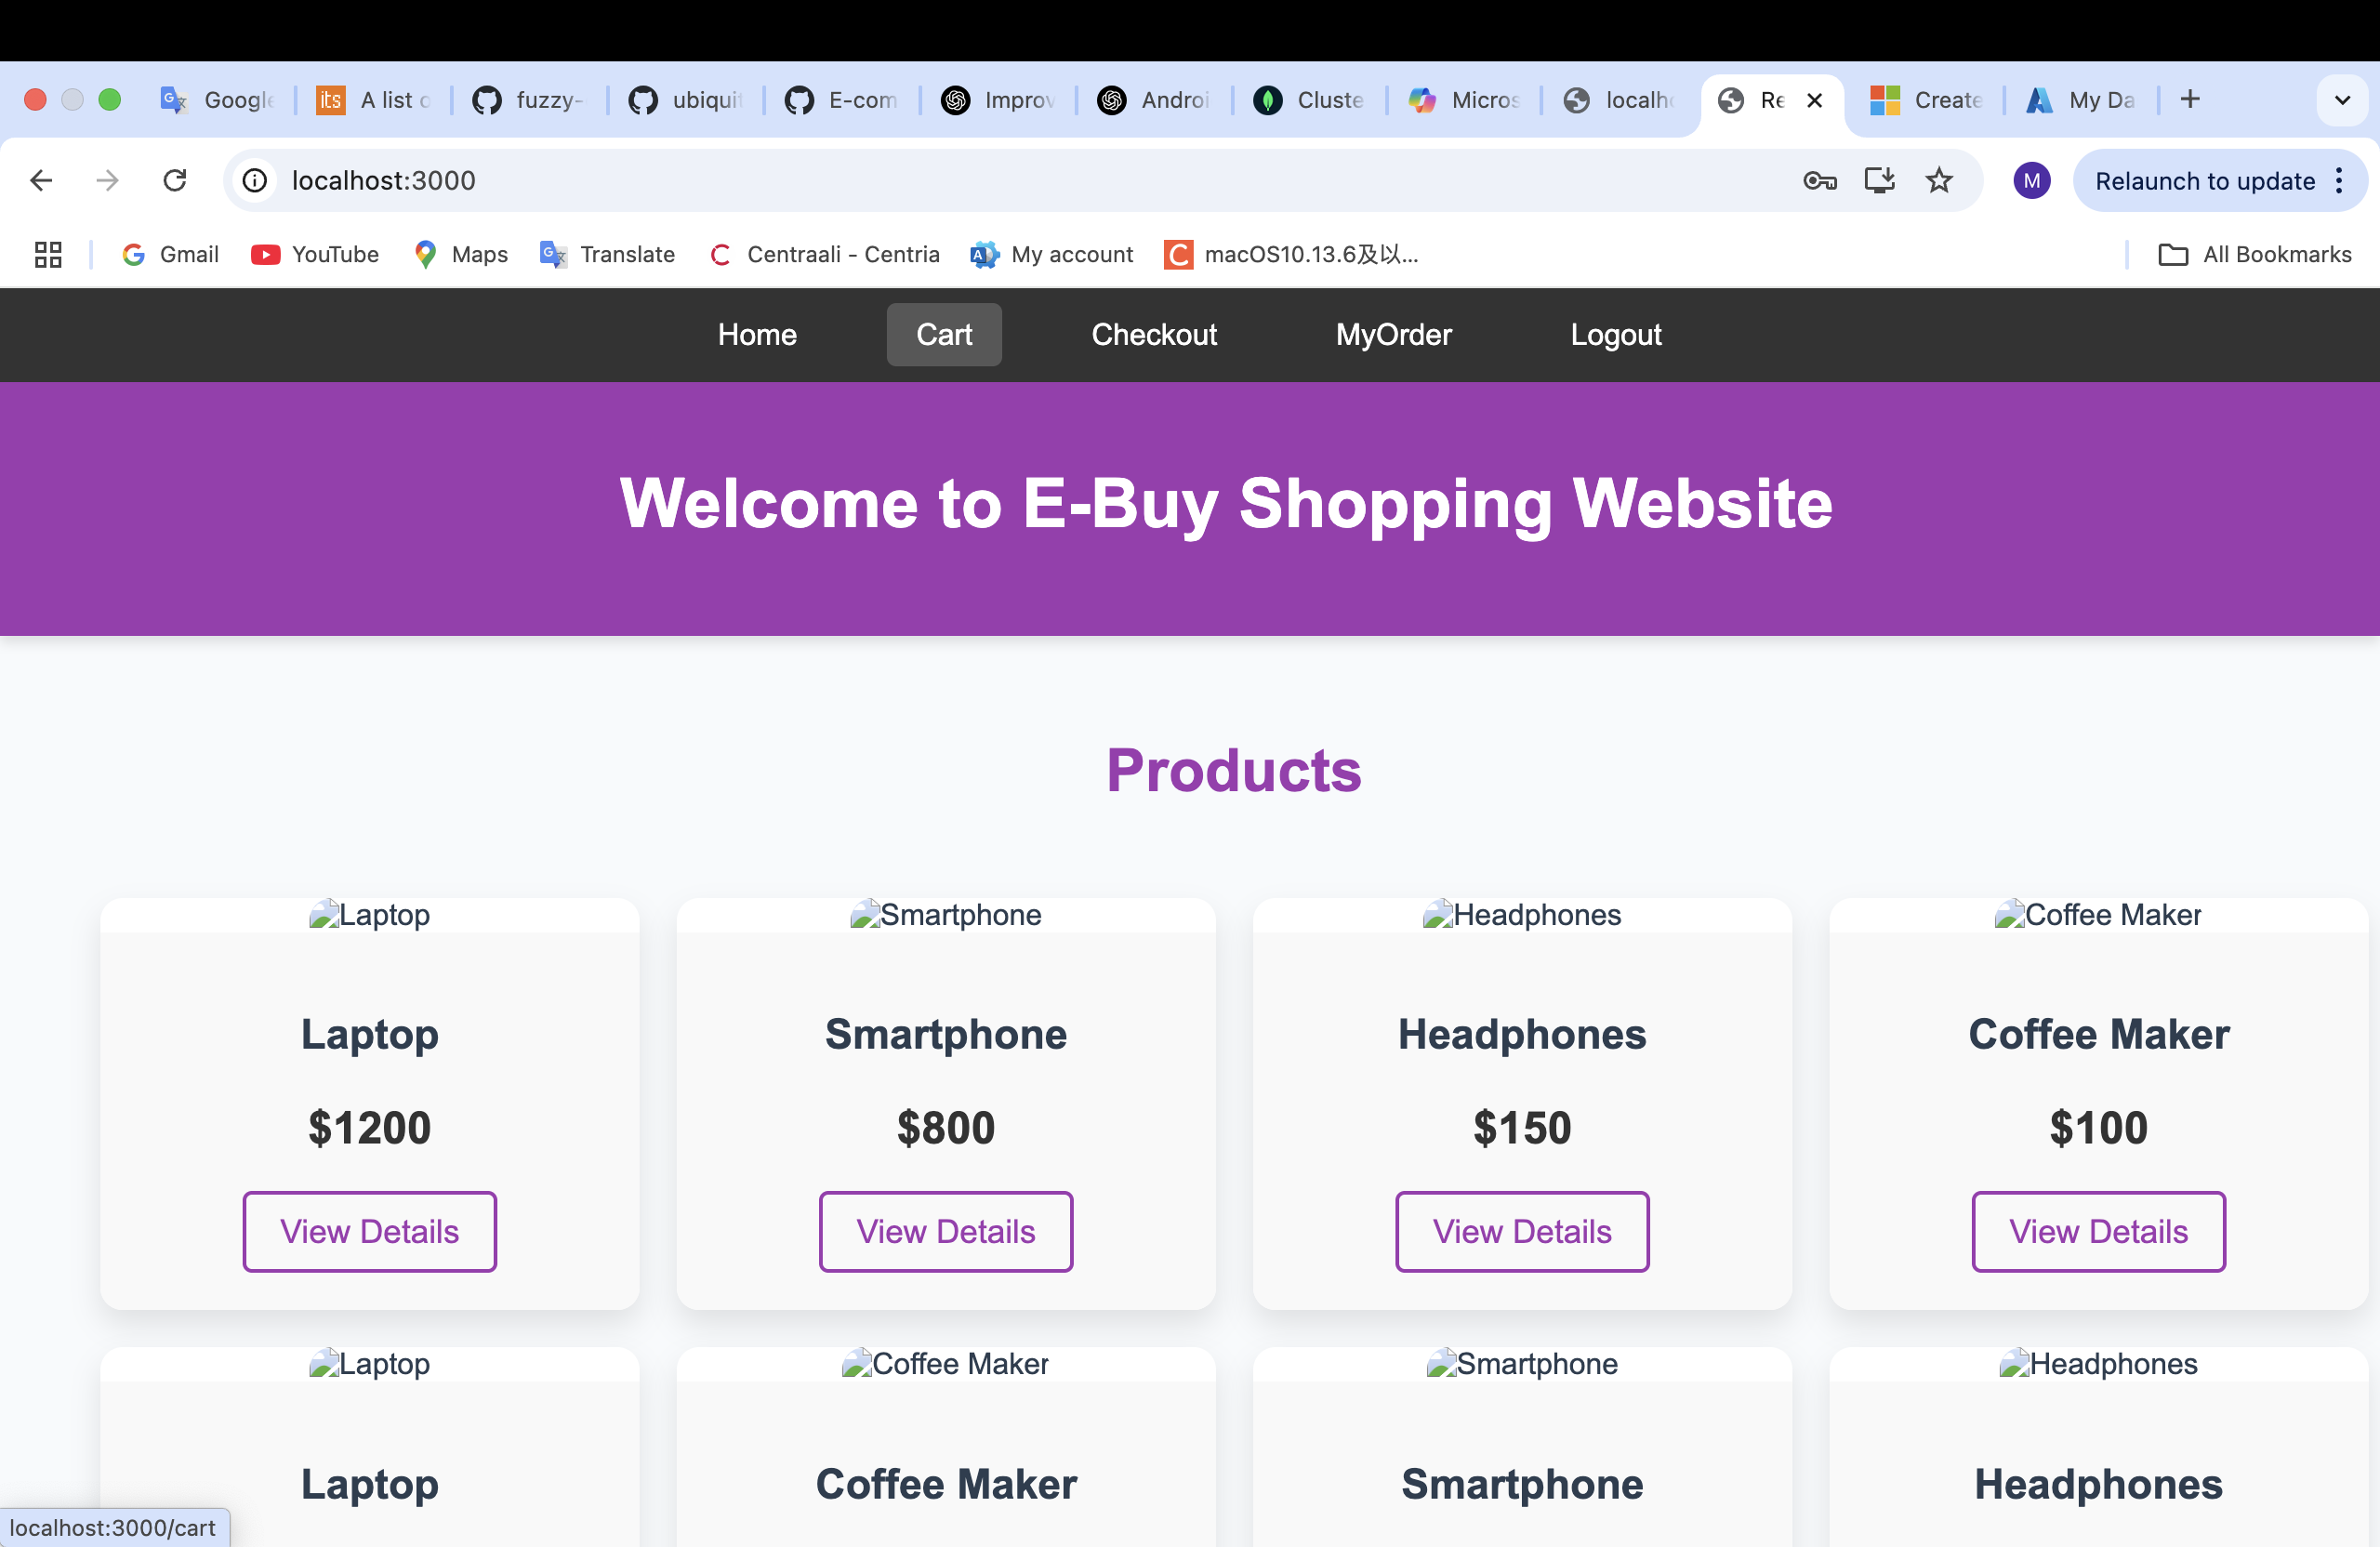 Google
A list o
fuzzy-
ubiquit
E-com
Improv
Androi
Cluste
Micros
localho
Re
Create
My Da
localhost:3000
M
Relaunch to update
Gmail
YouTube
Maps
Translate
Centraali - Centria
My account
macOS10.13.6及以...
All Bookmarks
Home
Cart
Checkout
MyOrder
Logout
Welcome to E-Buy Shopping Website
Products
Laptop
Smartphone
Headphones
Coffee Maker
Laptop
Smartphone
Headphones
Coffee Maker
$1200
$800
$150
$100
View Details
View Details
View Details
View Details
Laptop
Coffee Maker
Smartphone
Headphones
Laptop
Coffee Maker
Smartphone
Headphones
localhost:3000/cart